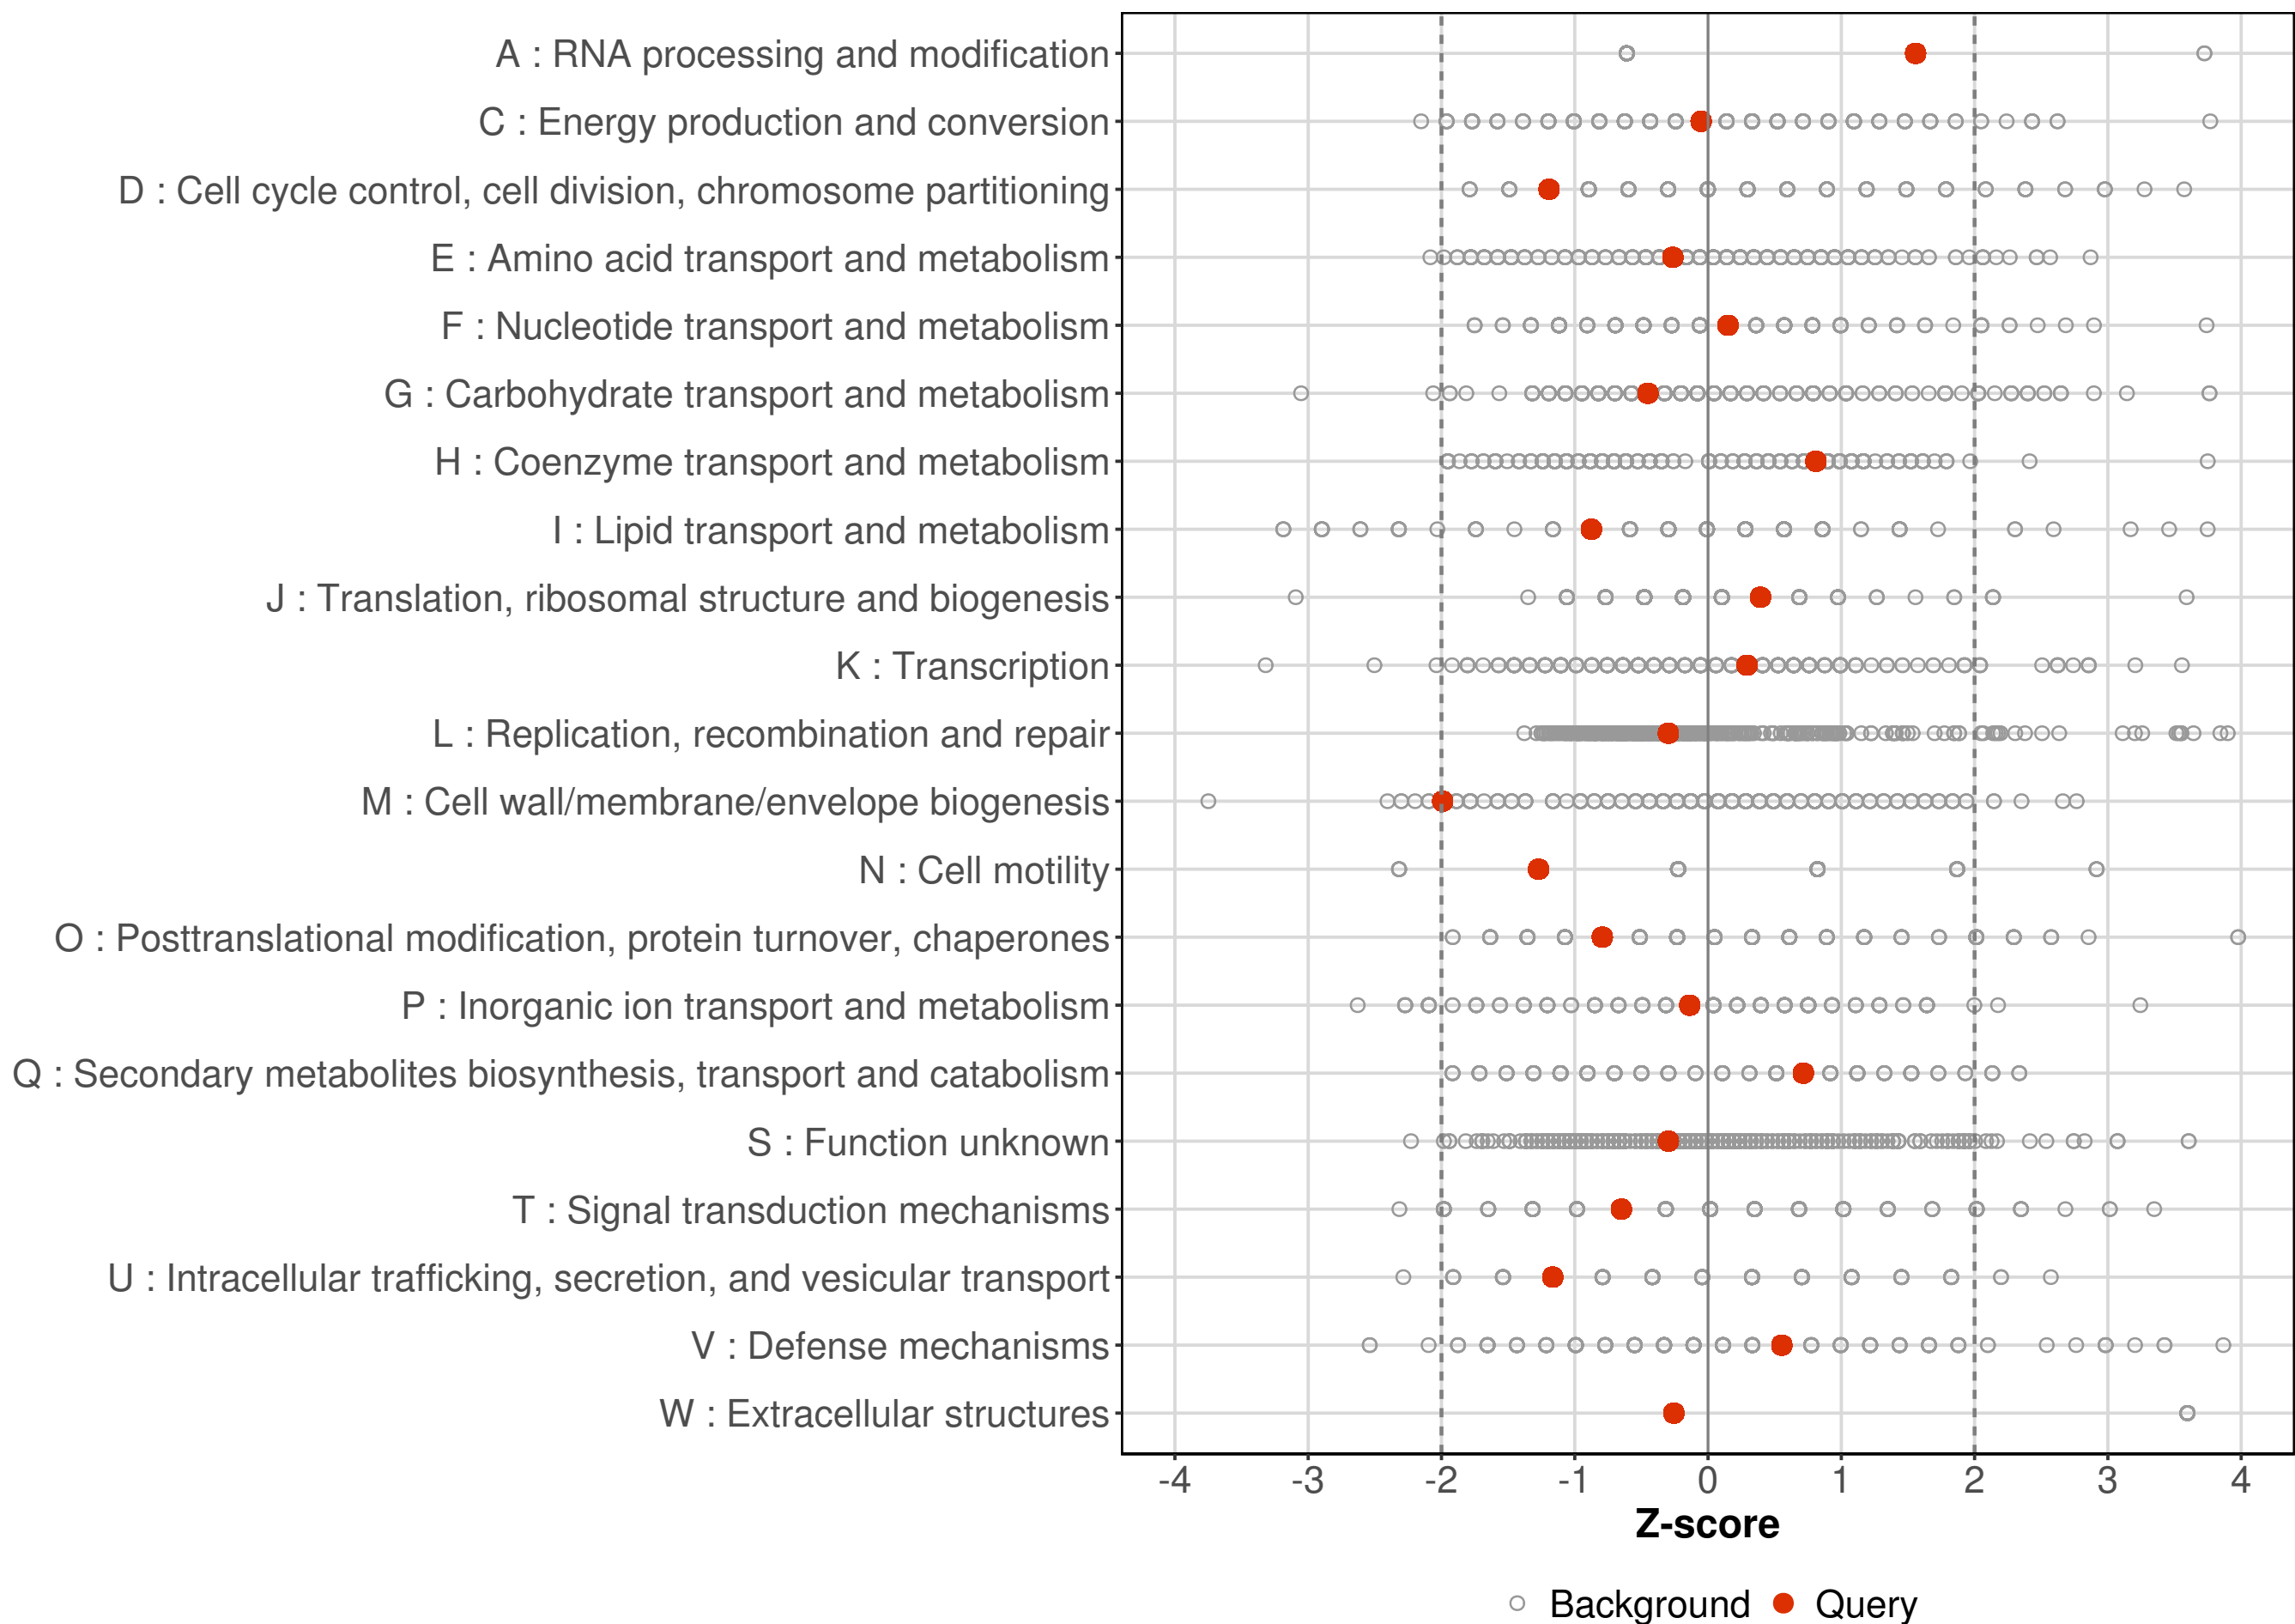 A : RNA processing and modification
C : Energy production and conversion
D : Cell cycle control, cell division, chromosome partitioning
E : Amino acid transport and metabolism
F : Nucleotide transport and metabolism
G : Carbohydrate transport and metabolism
H : Coenzyme transport and metabolism
I : Lipid transport and metabolism
J : Translation, ribosomal structure and biogenesis
K : Transcription
L : Replication, recombination and repair
M : Cell wall/membrane/envelope biogenesis
N : Cell motility
O : Posttranslational modification, protein turnover, chaperones
P : Inorganic ion transport and metabolism
Q : Secondary metabolites biosynthesis, transport and catabolism
S : Function unknown
T : Signal transduction mechanisms
U : Intracellular trafficking, secretion, and vesicular transport
V : Defense mechanisms
W : Extracellular structures
-4 -3 -2 -1 0 1 2 3 4
Z-score
Background Query